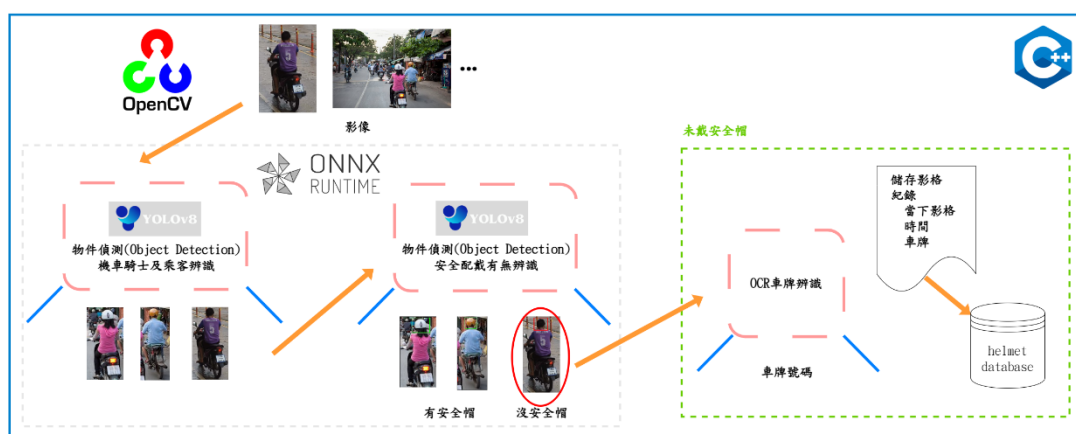 OpenCV
C++
...
影像
ONNX
RUNTIME
YOLOv8
物件偵測(Object Detection)
機車騎士及乘客辨識
YOLOv8
物件偵測(Object Detection)
安全配戴有無辨識
5
有安全帽
沒安全帽
未戴安全帽
OCR車牌辨識
車牌號碼
儲存影格
紀錄
當下影格
時間
車牌
helmet
database